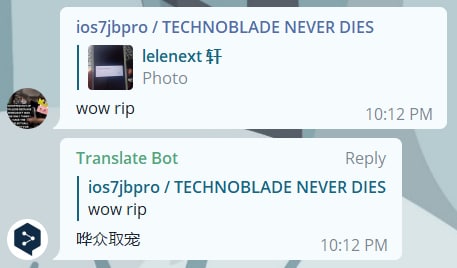 ios7jbpro / TECHNOBLADE NEVER DIES
lelenext 轩
Photo
wow rip
10:12 PM
Translate Bot
Reply
ios7jbpro / TECHNOBLADE NEVER DIES
wow rip
哗众取宠
10:12 PM